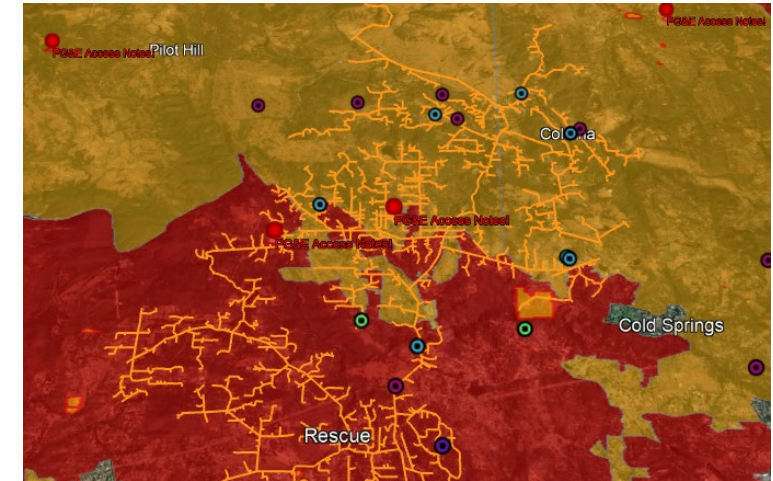 PG&E Access Notes!
PG&E Access Notes!
Pilot Hill
PG&E Access Notes!
PG&E Access Notes!
Cold Springs
Rescue